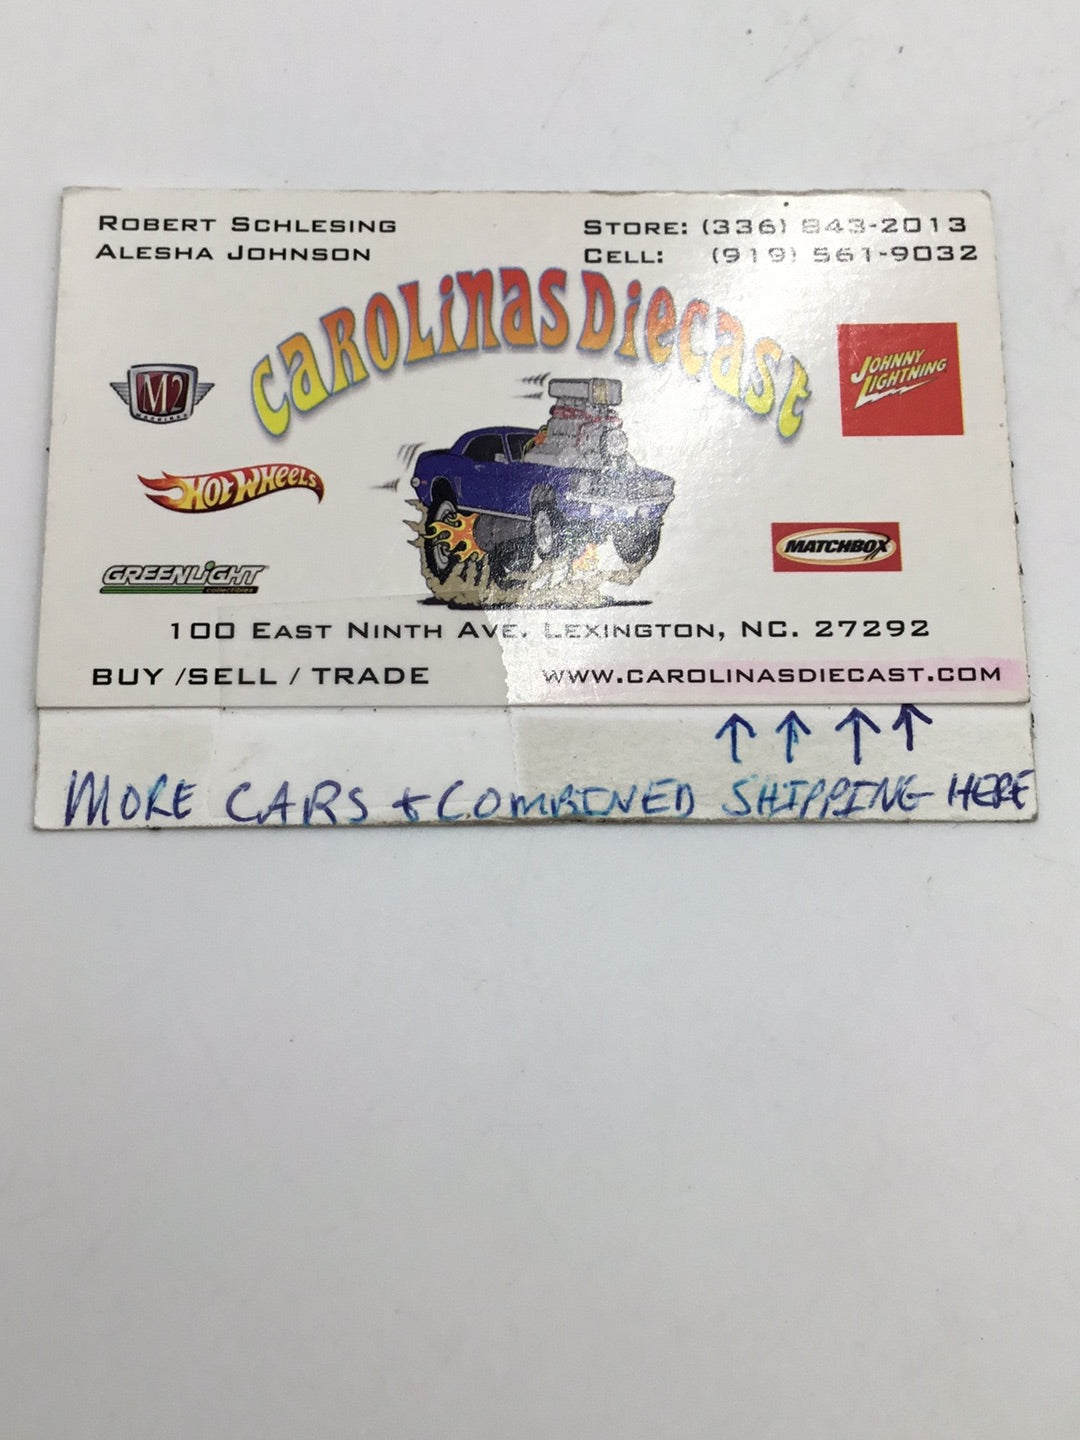 ROBERT SCHLESING
ALESHA JOHNSON
STORE: (336) 843-2013
CELL: (919) 561-9032
CAROLINAS DIECAST
M2
MACHINES
JOHNNY LIGHTNING
HOT WHEELS
MATCHBOX
GREENLIGHT
collectibles
100 EAST NINTH AVE. LEXINGTON, NC. 27292
BUY /SELL / TRADE
WWW.CAROLINASDIECAST.COM
↑ ↑ ↑ ↑
MORE CARS + COMBINED SHIPPING HERE